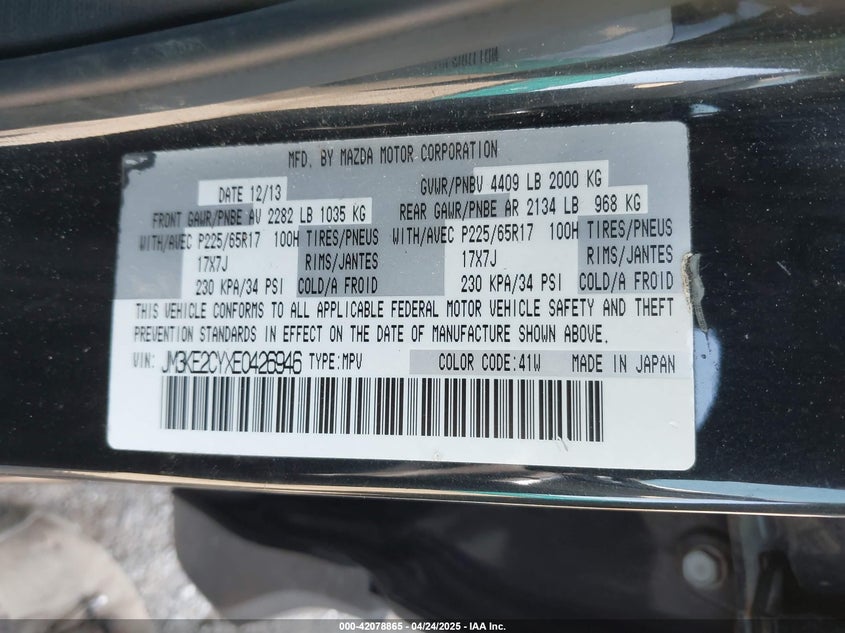 MFD. BY MAZDA MOTOR CORPORATION
DATE 12/13 GVWR/PNBV 4409 LB 2000 KG
FRONT GAWR/PNBE AV 2282 LB 1035 KG REAR GAWR/PNBE AR 2134 LB 968 KG
WITH/AVEC P225/65R17 100H TIRES/PNEUS WITH/AVEC P225/65R17 100H TIRES/PNEUS
17X7J RIMS/JANTES 17X7J RIMS/JANTES
230 KPA/34 PSI COLD/A FROID 230 KPA/34 PSI COLD/A FROID
THIS VEHICLE CONFORMS TO ALL APPLICABLE FEDERAL MOTOR VEHICLE SAFETY AND THEFT
PREVENTION STANDARDS IN EFFECT ON THE DATE OF MANUFACTURE SHOWN ABOVE.
VIN: JM3KE2CYXE0426946 TYPE:MPV COLOR CODE:41W MADE IN JAPAN
000-42078865 - 04/24/2025 - IAA Inc.